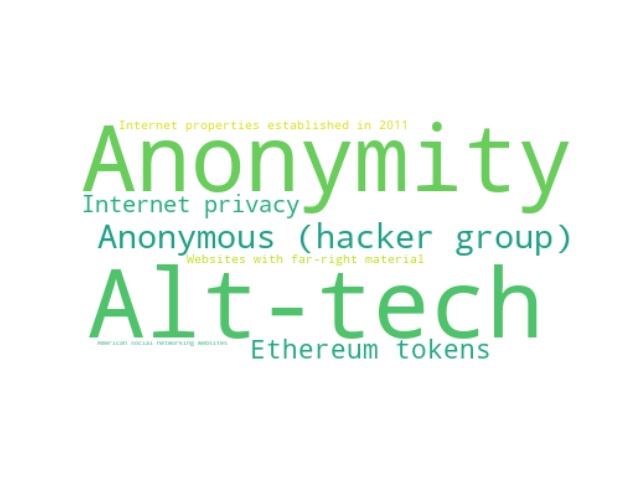 Internet properties established in 2011
Anonymity
Internet privacy
Anonymous (hacker group)
Websites with far-right material
Alt-tech
American social networking websites
Ethereum tokens